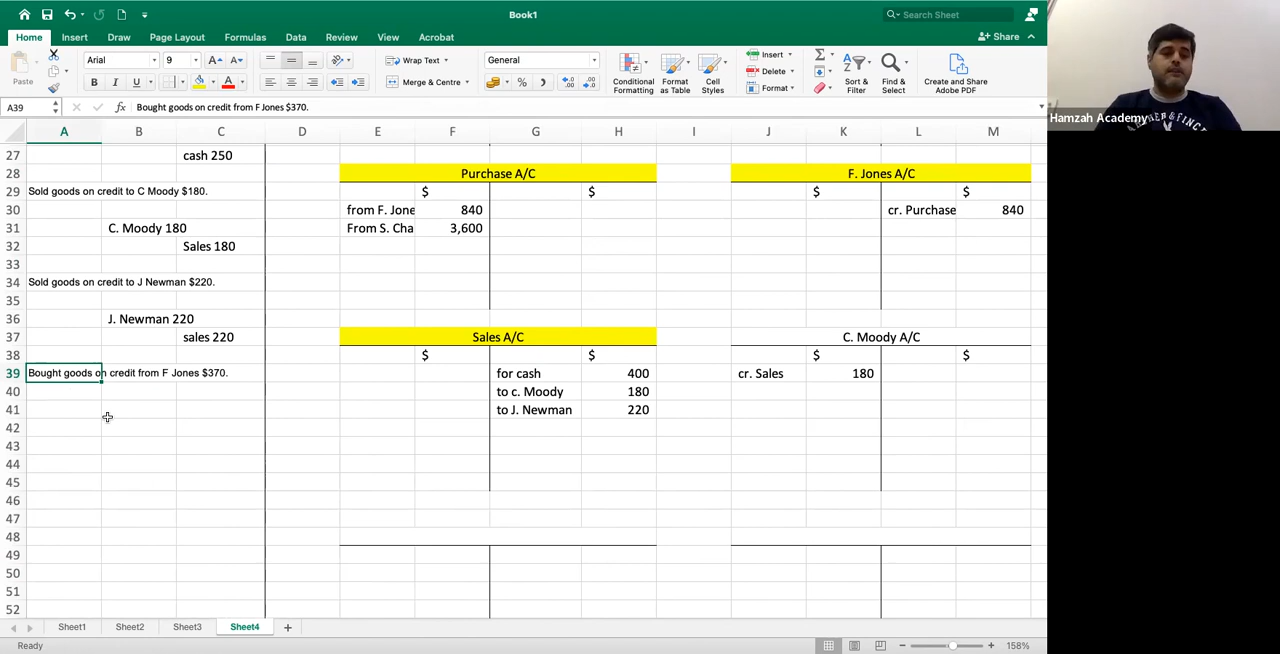 Book1
Search Sheet
Home Insert Draw Page Layout Formulas Data Review View Acrobat
Share
Paste
Arial 9
Wrap Text
General
Insert
B I U A
Merge & Centre
Delete
Format
Conditional Formatting
Format as Table
Cell Styles
Sort & Filter
Find & Select
Create and Share Adobe PDF
A39 fx Bought goods on credit from F Jones $370.
A B C D E F G H I J K L M
27 cash 250
28 Purchase A/C F. Jones A/C
29 Sold goods on credit to C Moody $180. $ $ $ $
30 from F. Jone 840 cr. Purchase 840
31 C. Moody 180 From S. Cha 3,600
32 Sales 180
33
34 Sold goods on credit to J Newman $220.
35
36 J. Newman 220
37 sales 220 Sales A/C C. Moody A/C
38 $ $ $ $
39 Bought goods on credit from F Jones $370. for cash 400 cr. Sales 180
40 to c. Moody 180
41 to J. Newman 220
42
43
44
45
46
47
48
49
50
51
52
Sheet1 Sheet2 Sheet3 Sheet4
Ready 158%
Hamzah Academy